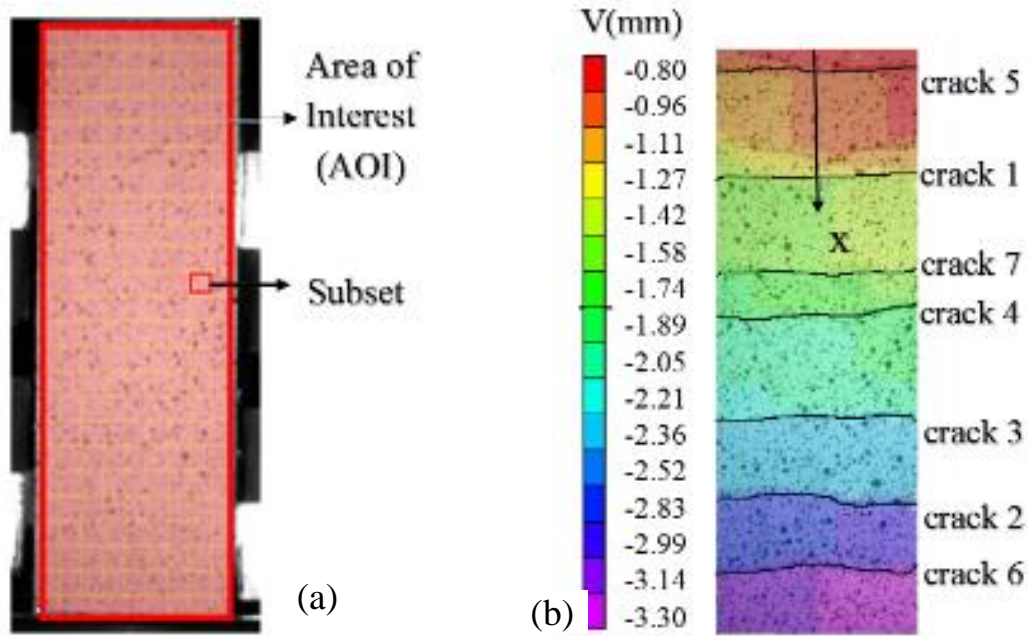 Area of
Interest
(AOI)
Subset
(a)
V(mm)
-0.80
-0.96
-1.11
-1.27
-1.42
-1.58
-1.74
-1.89
-2.05
-2.21
-2.36
-2.52
-2.83
-2.99
-3.14
-3.30
(b)
x
crack 5
crack 1
crack 7
crack 4
crack 3
crack 2
crack 6